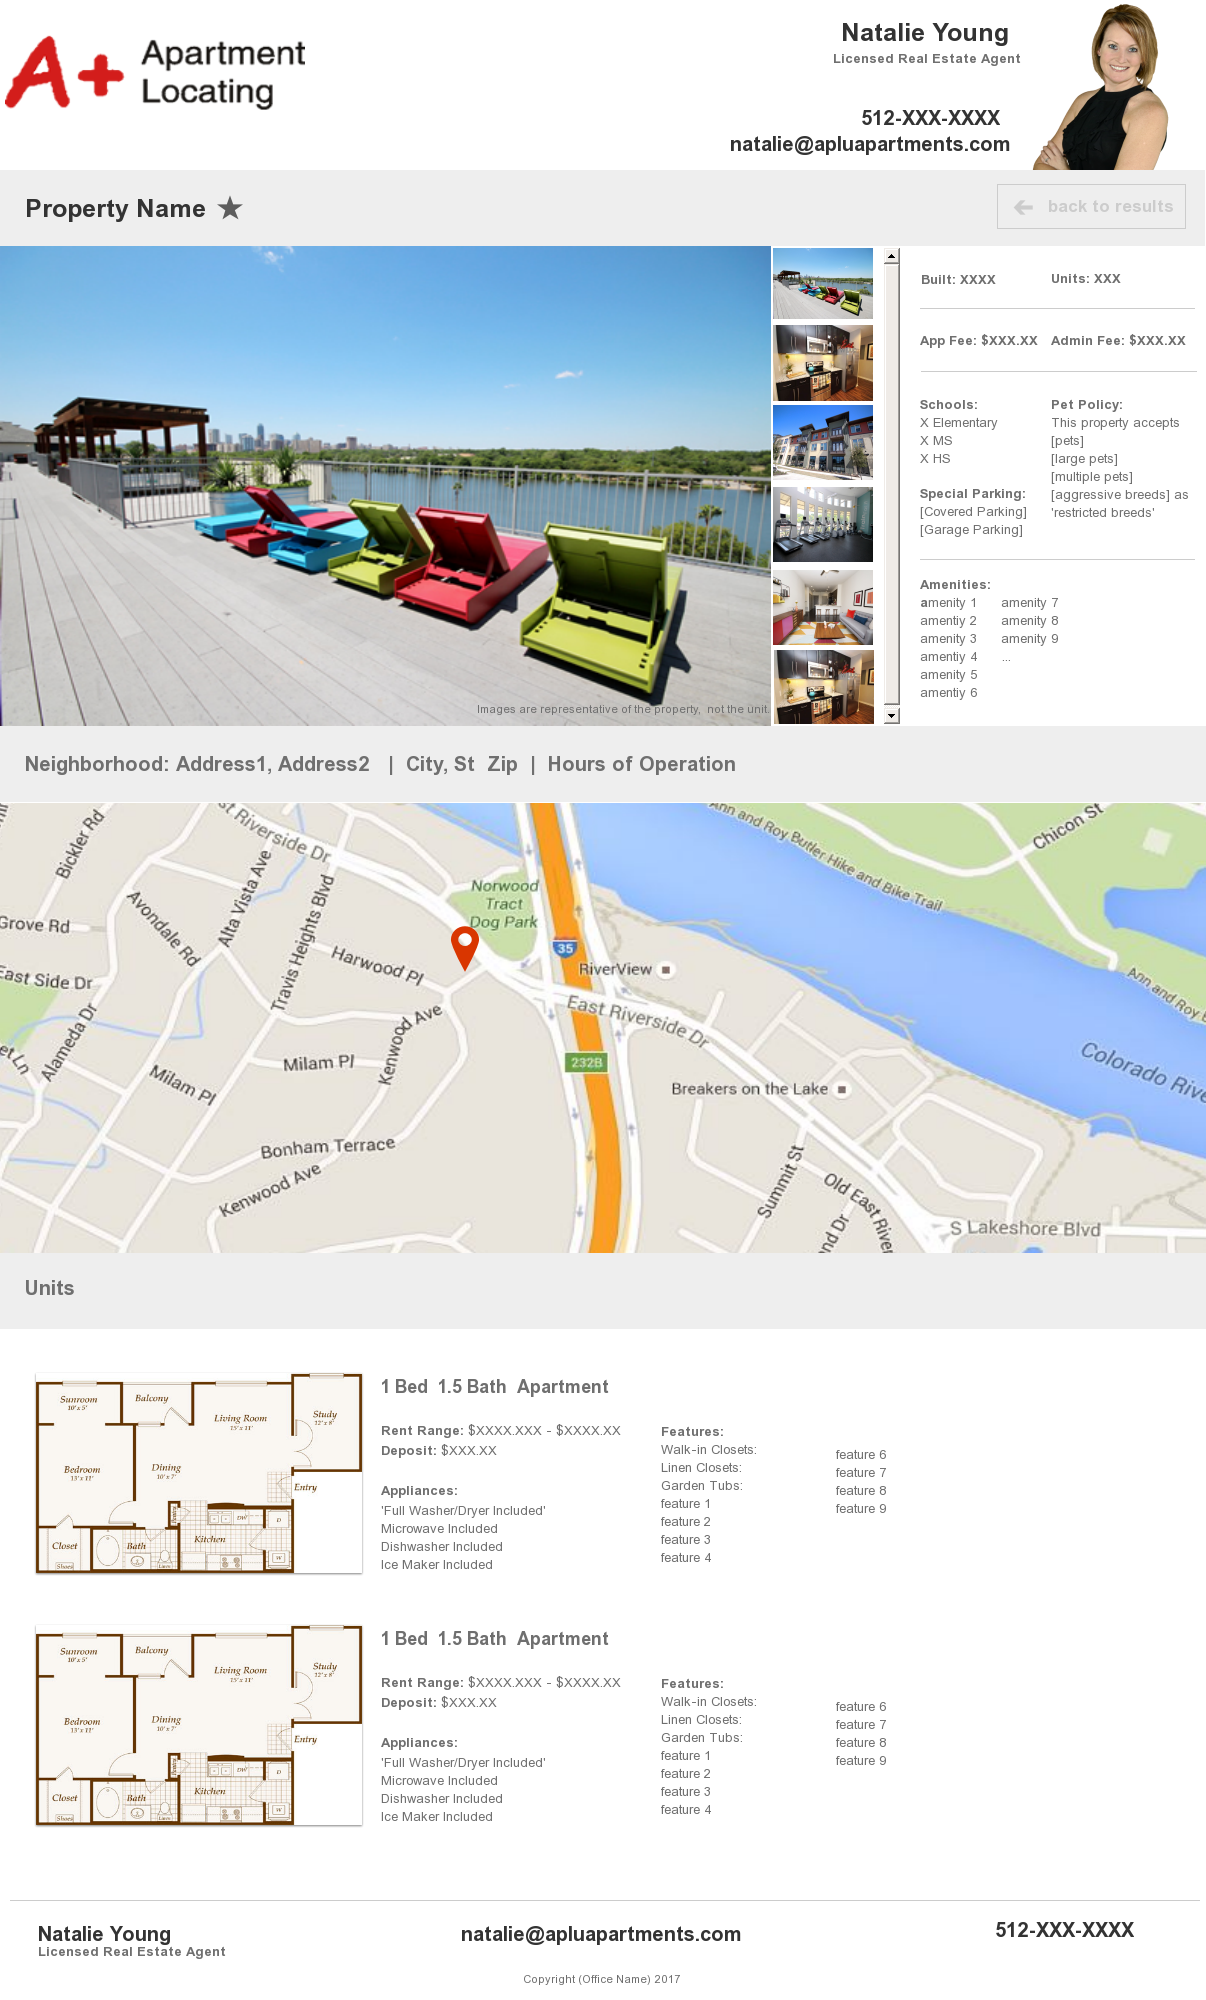 A+ Apartment
Locating
Natalie Young
Licensed Real Estate Agent
512-XXX-XXXX
natalie@apluapartments.com
Property Name ★
back to results
Images are representative of the property, not the unit.
Built: XXXX
Units: XXX
App Fee: $XXX.XX
Admin Fee: $XXX.XX
Schools:
X Elementary
X MS
X HS
Special Parking:
[Covered Parking]
[Garage Parking]
Pet Policy:
This property accepts
[pets]
[large pets]
[multiple pets]
[aggressive breeds] as
'restricted breeds'
Amenities:
amenity 1
amentiy 2
amenity 3
amentiy 4
amenity 5
amentiy 6
amenity 7
amenity 8
amenity 9
...
Neighborhood: Address1, Address2 | City, St Zip | Hours of Operation
Bickler Rd
st Riverside Dr
Ann and Roy Butler Hike and Bike Trail
Chicon St
Alta Vista Ave
Avondale Rd
Travis Heights Blvd
Norwood
Tract
Dog Park
Grove Rd
Harwood Pl
35
RiverView
East Side Dr
Ann and Roy B
East Riverside Dr
Kenwood Ave
Alameda Dr
et Ln
Milam Pl
Milam Pl
232B
Colorado Rive
Breakers on the Lake
Bonham Terrace
Kenwood Ave
Summit St
Old East River
nd Dr
S Lakeshore Blvd
Units
Sunroom
10' x 5'
Balcony
Living Room
15' x 11'
Study
12' x 8'
Bedroom
13' x 11'
Dining
10' x 7'
Entry
Pantry
DW
D
Kitchen
Closet
Bath
W
Shoes
Linen
1 Bed 1.5 Bath Apartment
Rent Range: $XXXX.XXX - $XXXX.XX
Deposit: $XXX.XX
Appliances:
'Full Washer/Dryer Included'
Microwave Included
Dishwasher Included
Ice Maker Included
Features:
Walk-in Closets:
Linen Closets:
Garden Tubs:
feature 1
feature 2
feature 3
feature 4
feature 6
feature 7
feature 8
feature 9
Sunroom
10' x 5'
Balcony
Living Room
15' x 11'
Study
12' x 8'
Bedroom
13' x 11'
Dining
10' x 7'
Entry
Pantry
DW
D
Kitchen
Closet
Bath
W
Shoes
Linen
1 Bed 1.5 Bath Apartment
Rent Range: $XXXX.XXX - $XXXX.XX
Deposit: $XXX.XX
Appliances:
'Full Washer/Dryer Included'
Microwave Included
Dishwasher Included
Ice Maker Included
Features:
Walk-in Closets:
Linen Closets:
Garden Tubs:
feature 1
feature 2
feature 3
feature 4
feature 6
feature 7
feature 8
feature 9
Natalie Young
Licensed Real Estate Agent
natalie@apluapartments.com
512-XXX-XXXX
Copyright (Office Name) 2017